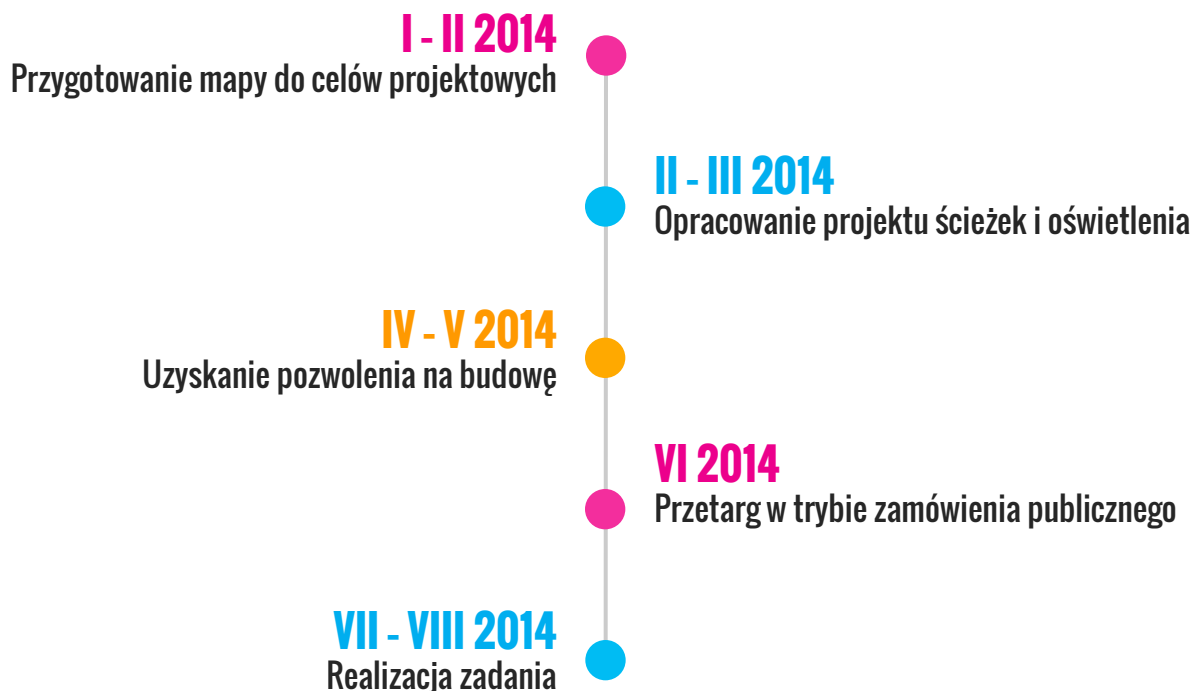 I - II 2014
Przygotowanie mapy do celów projektowych
II - III 2014
Opracowanie projektu ścieżek i oświetlenia
IV - V 2014
Uzyskanie pozwolenia na budowę
VI 2014
Przetarg w trybie zamówienia publicznego
VII - VIII 2014
Realizacja zadania